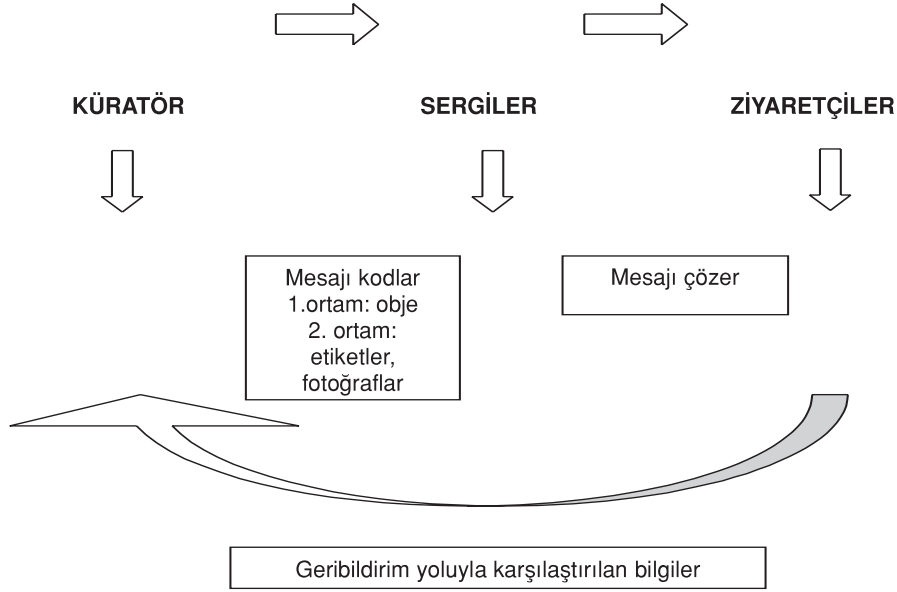 KÜRATÖR
SERGİLER
ZİYARETÇİLER
Mesajı kodlar
1.ortam: obje
2. ortam:
etiketler,
fotoğraflar
Mesajı çözer
Geribildirim yoluyla karşılaştırılan bilgiler